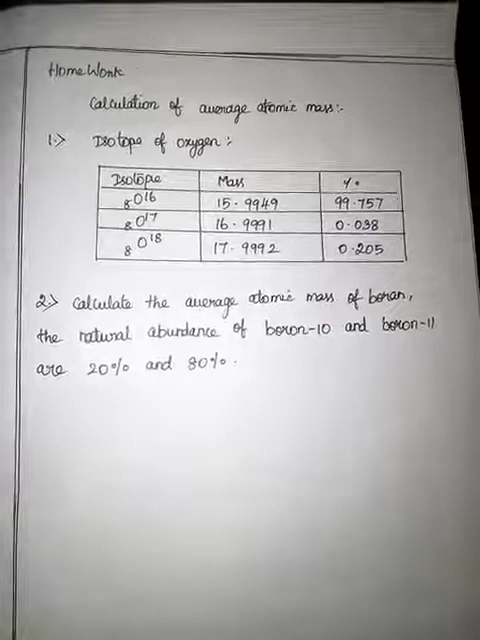 Home Work
Calculation of average atomic mass:-
1.> Isotope of oxygen:
Isotope Mass %
₈O¹⁶ 15.9949 99.757
₈O¹⁷ 16.9991 0.038
₈O¹⁸ 17.9992 0.205
2.> Calculate the average atomic mass of boran,
the natural abundance of boron-10 and boron-11
are 20% and 80%.